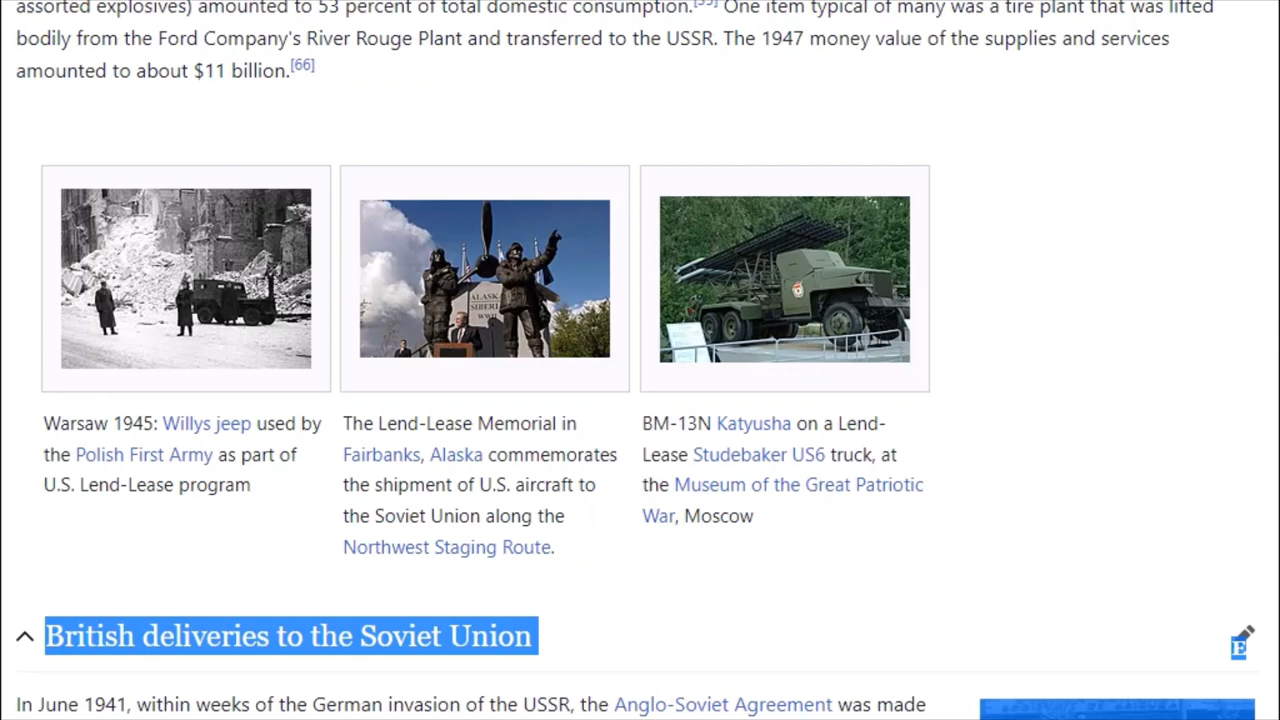 assorted explosives) amounted to 53 percent of total domestic consumption.[55] One item typical of many was a tire plant that was lifted
bodily from the Ford Company's River Rouge Plant and transferred to the USSR. The 1947 money value of the supplies and services
amounted to about $11 billion.[66]
ALASKA
SIBERIA
WWII
Warsaw 1945: Willys jeep used by
the Polish First Army as part of
U.S. Lend-Lease program
The Lend-Lease Memorial in
Fairbanks, Alaska commemorates
the shipment of U.S. aircraft to
the Soviet Union along the
Northwest Staging Route.
BM-13N Katyusha on a Lend-
Lease Studebaker US6 truck, at
the Museum of the Great Patriotic
War, Moscow
British deliveries to the Soviet Union
E
In June 1941, within weeks of the German invasion of the USSR, the Anglo-Soviet Agreement was made